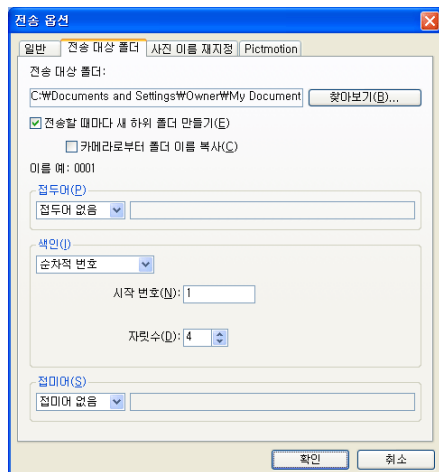 전송 옵션
일반 전송 대상 폴더 사진 이름 재지정 Pictmotion
전송 대상 폴더:
C:₩Documents and Settings₩Owner₩My Document 찾아보기(B)...
전송할 때마다 새 하위 폴더 만들기(E)
카메라로부터 폴더 이름 복사(C)
이름 예: 0001
접두어(P)
접두어 없음
색인(I)
순차적 번호
시작 번호(N): 1
자릿수(D): 4
접미어(S)
접미어 없음
확인 취소